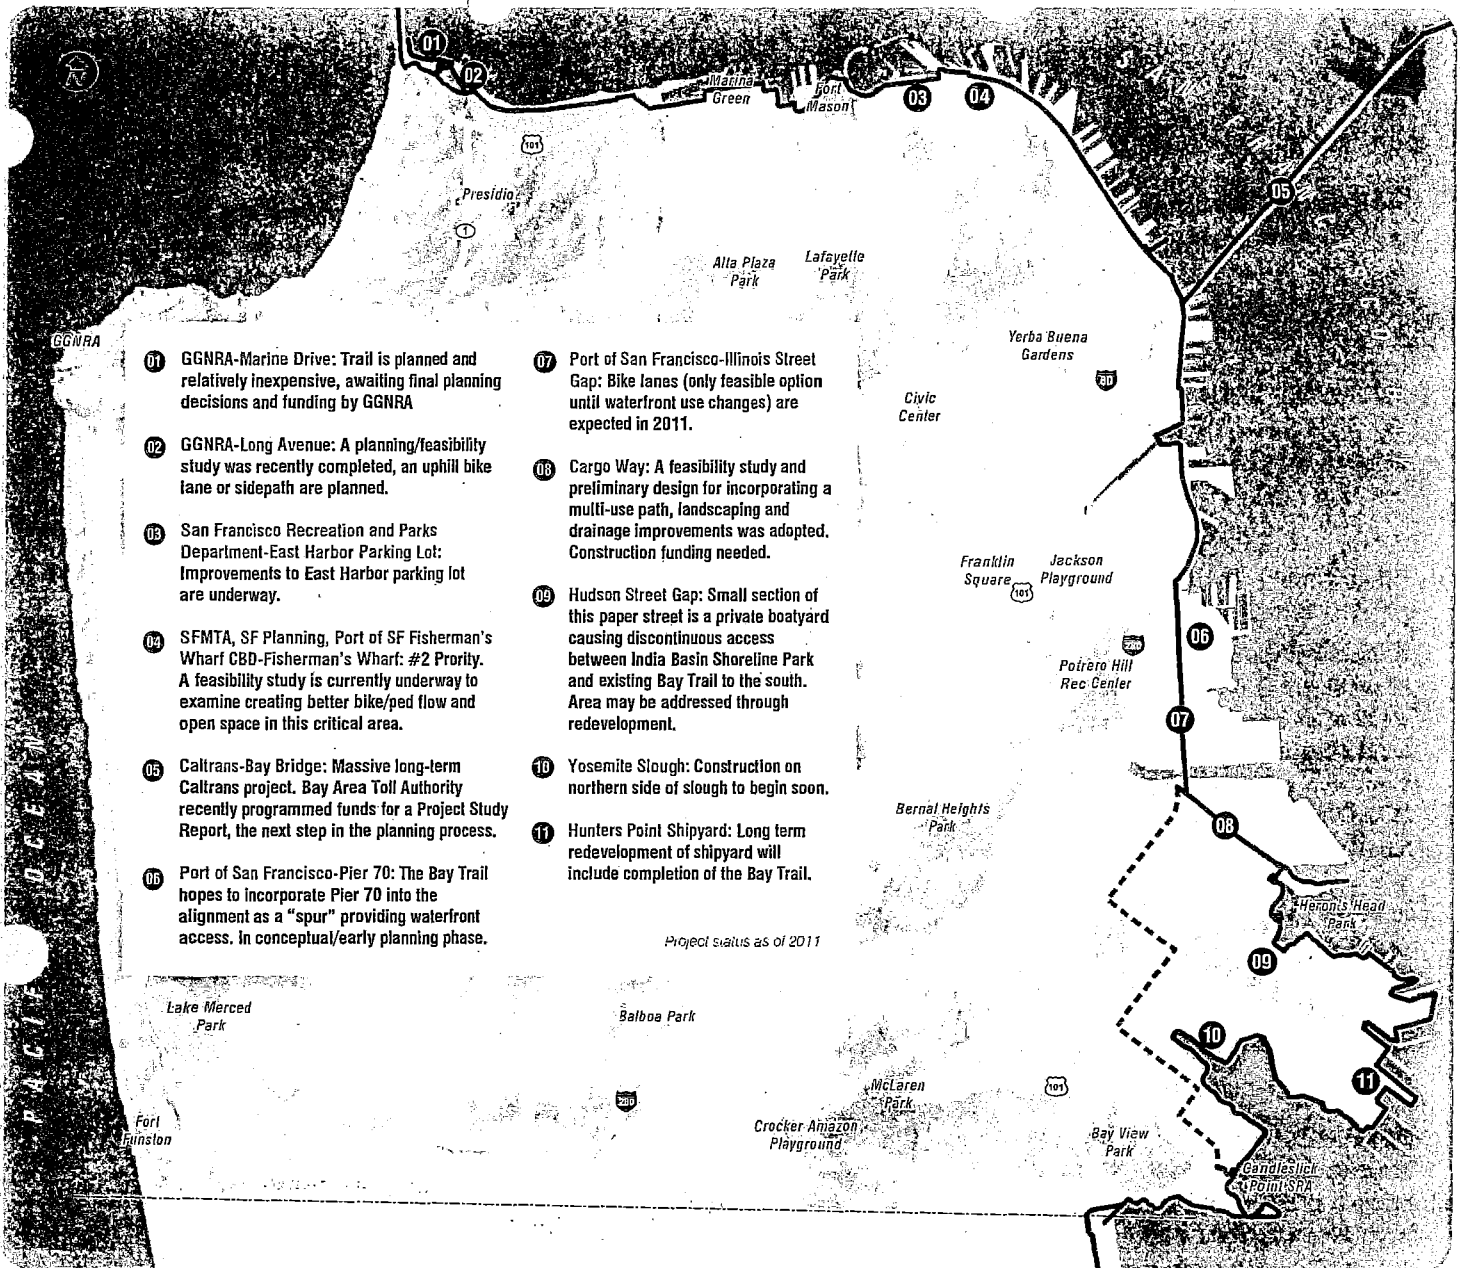 01
02
Marina
Green
Fort
Mason
03
04
05
101
Presidio
1
Alta Plaza
Park
Lafayette
Park
GGNRA
Yerba Buena
Gardens
80
Civic
Center
01 GGNRA-Marine Drive: Trail is planned and
relatively inexpensive, awaiting final planning
decisions and funding by GGNRA
02 GGNRA-Long Avenue: A planning/feasibility
study was recently completed, an uphill bike
lane or sidepath are planned.
03 San Francisco Recreation and Parks
Department-East Harbor Parking Lot:
Improvements to East Harbor parking lot
are underway.
04 SFMTA, SF Planning, Port of SF Fisherman's
Wharf CBD-Fisherman's Wharf: #2 Prority.
A feasibility study is currently underway to
examine creating better bike/ped flow and
open space in this critical area.
05 Caltrans-Bay Bridge: Massive long-term
Caltrans project. Bay Area Toll Authority
recently programmed funds for a Project Study
Report, the next step in the planning process.
06 Port of San Francisco-Pier 70: The Bay Trail
hopes to incorporate Pier 70 into the
alignment as a "spur" providing waterfront
access. In conceptual/early planning phase.
07 Port of San Francisco-Illinois Street
Gap: Bike lanes (only feasible option
until waterfront use changes) are
expected in 2011.
08 Cargo Way: A feasibility study and
preliminary design for incorporating a
multi-use path, landscaping and
drainage improvements was adopted.
Construction funding needed.
09 Hudson Street Gap: Small section of
this paper street is a private boatyard
causing discontinuous access
between India Basin Shoreline Park
and existing Bay Trail to the south.
Area may be addressed through
redevelopment.
10 Yosemite Slough: Construction on
northern side of slough to begin soon.
11 Hunters Point Shipyard: Long term
redevelopment of shipyard will
include completion of the Bay Trail.
Project status as of 2011
Franklin
Square
Jackson
Playground
101
280
Potrero Hill
Rec Center
06
07
Bernal Heights
Park
08
Heron's Head
Park
09
10
11
PACIFIC OCEAN
Lake Merced
Park
Balboa Park
Fort
Funston
280
McLaren
Park
101
Crocker Amazon
Playground
Bay View
Park
Candlestick
Point SRA